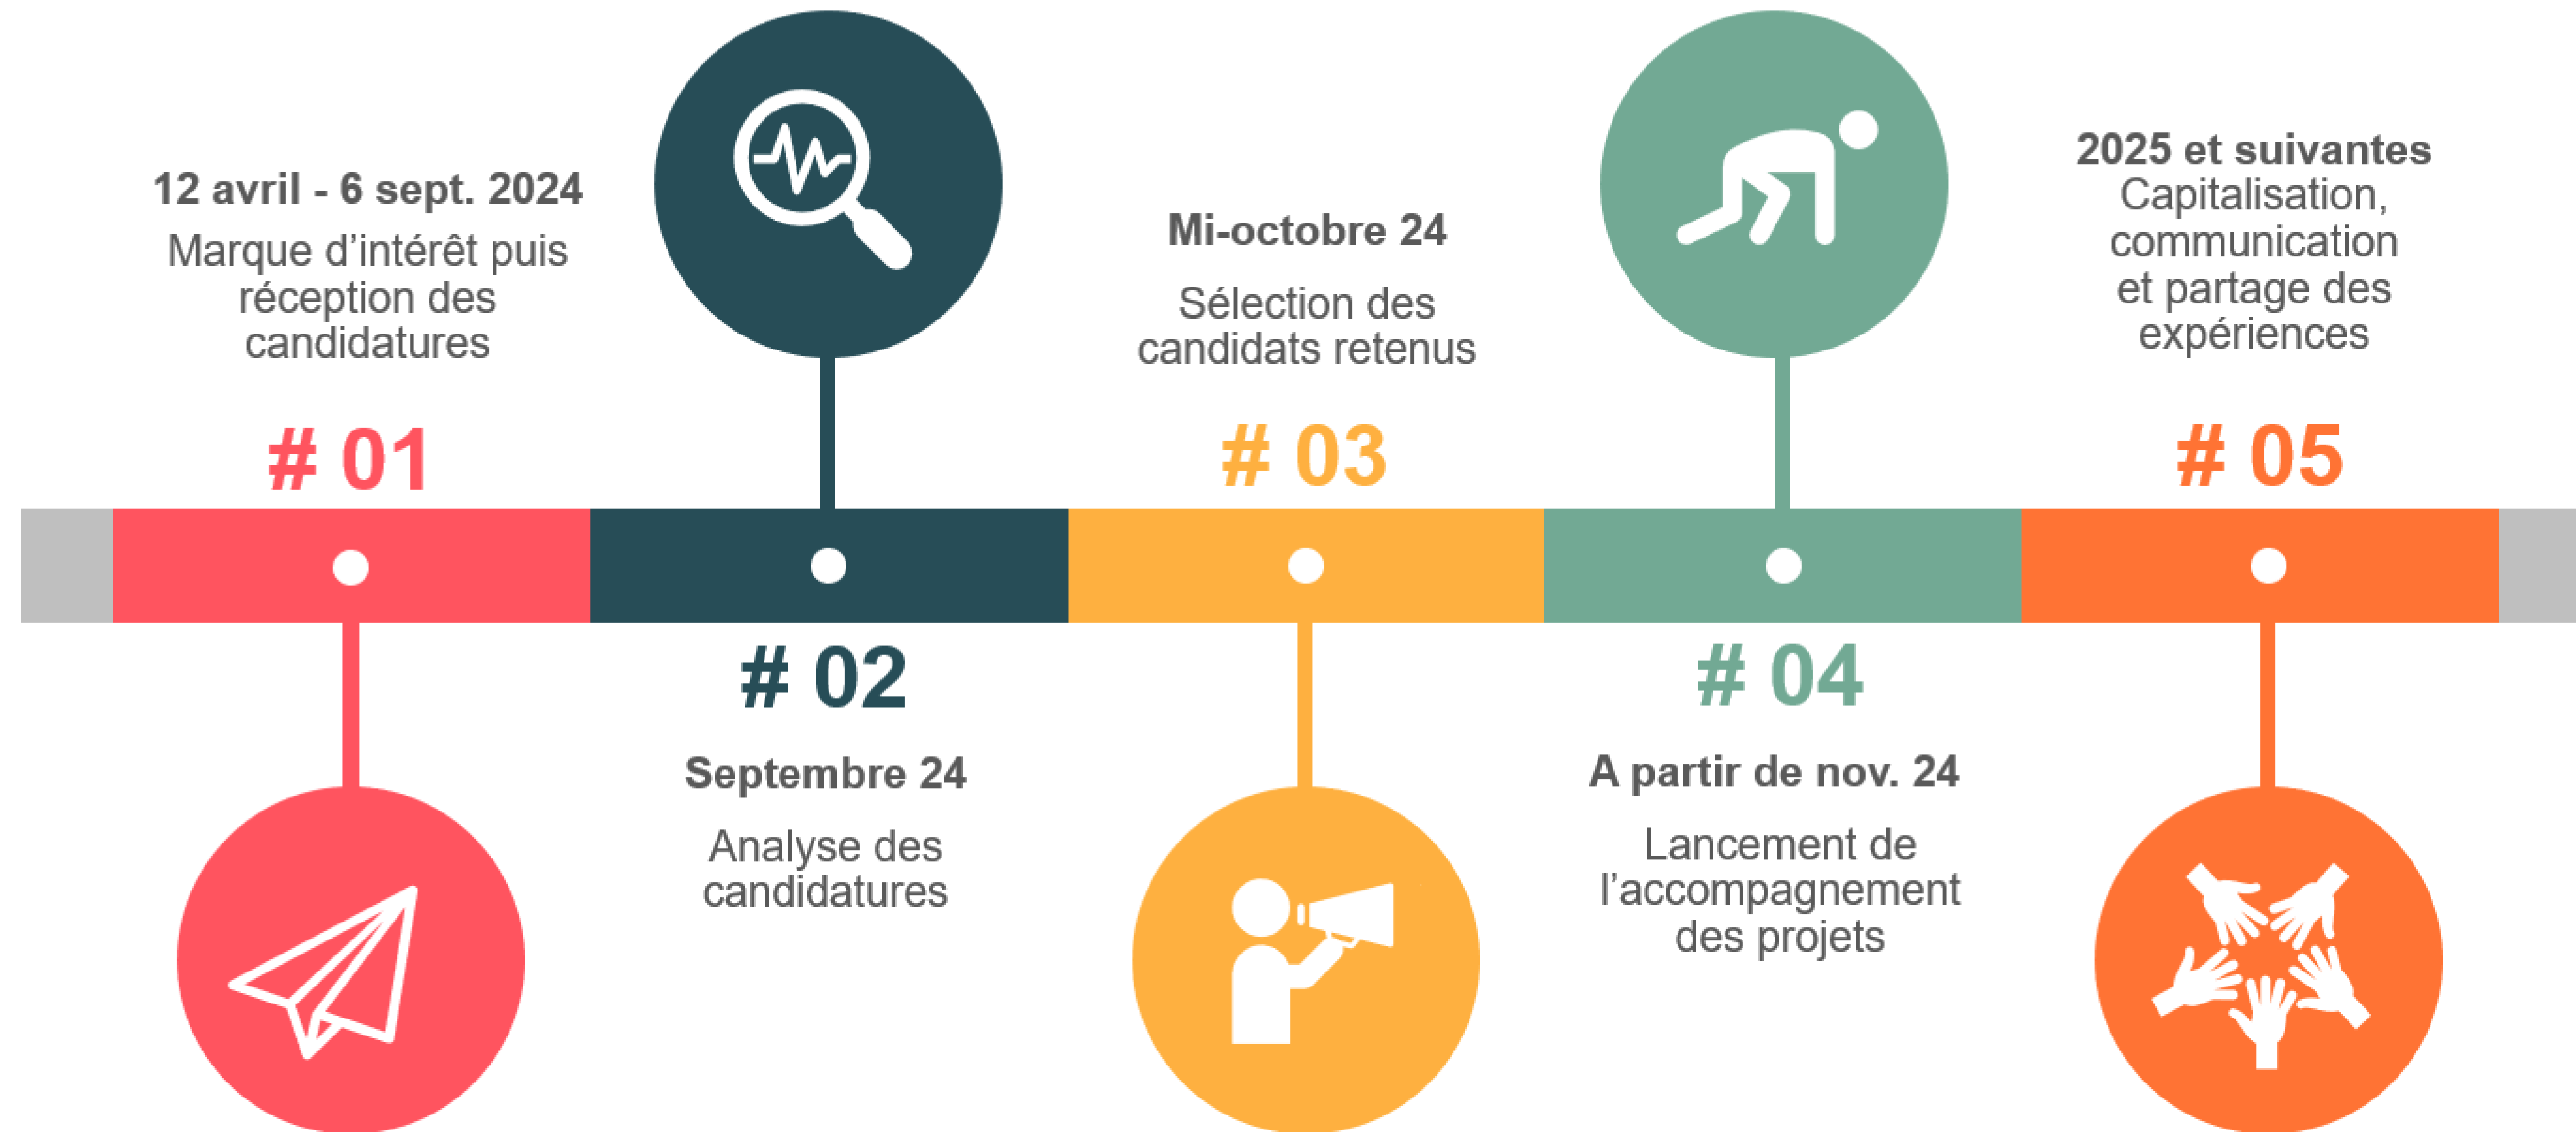 12 avril - 6 sept. 2024
Marque d’intérêt puis
réception des
candidatures
# 01
# 02
Septembre 24
Analyse des
candidatures
Mi-octobre 24
Sélection des
candidats retenus
# 03
# 04
A partir de nov. 24
Lancement de
l’accompagnement
des projets
2025 et suivantes
Capitalisation,
communication
et partage des
expériences
# 05